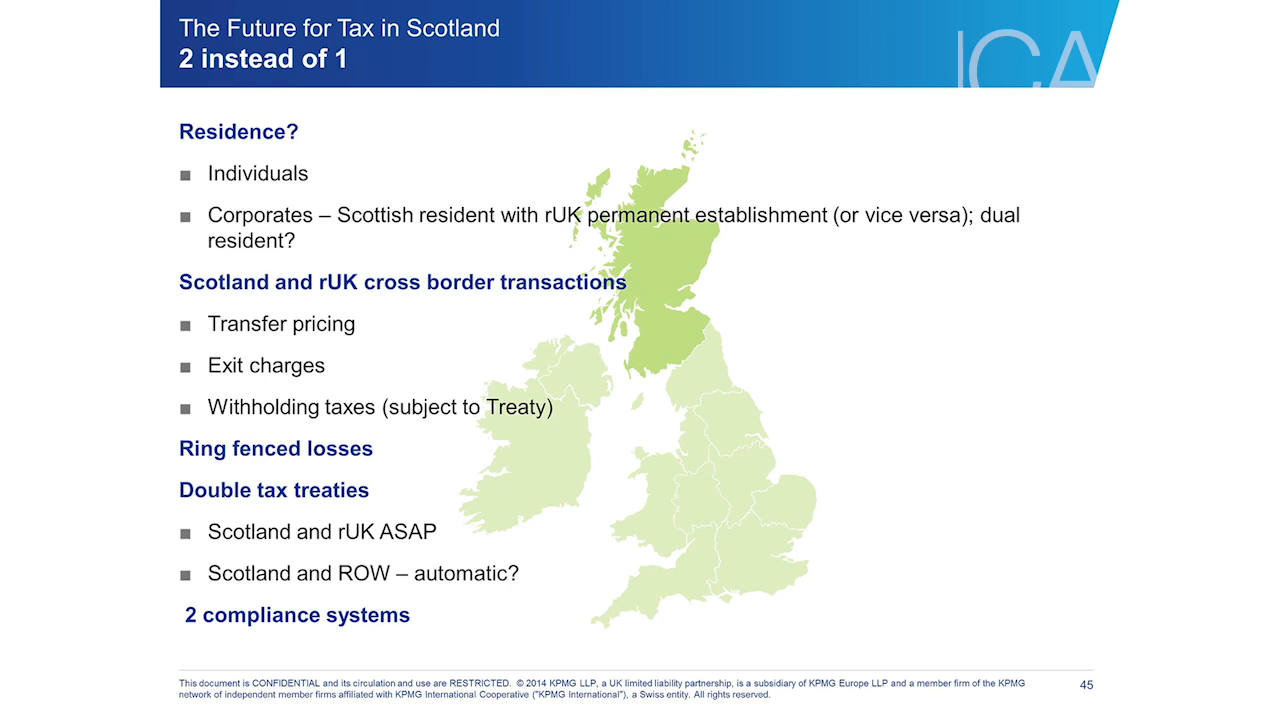 The Future for Tax in Scotland
2 instead of 1
ICA
Residence?
■ Individuals
■ Corporates – Scottish resident with rUK permanent establishment (or vice versa); dual
resident?
Scotland and rUK cross border transactions
■ Transfer pricing
■ Exit charges
■ Withholding taxes (subject to Treaty)
Ring fenced losses
Double tax treaties
■ Scotland and rUK ASAP
■ Scotland and ROW – automatic?
2 compliance systems
This document is CONFIDENTIAL and its circulation and use are RESTRICTED. © 2014 KPMG LLP, a UK limited liability partnership, is a subsidiary of KPMG Europe LLP and a member firm of the KPMG
network of independent member firms affiliated with KPMG International Cooperative ("KPMG International"), a Swiss entity. All rights reserved.
45